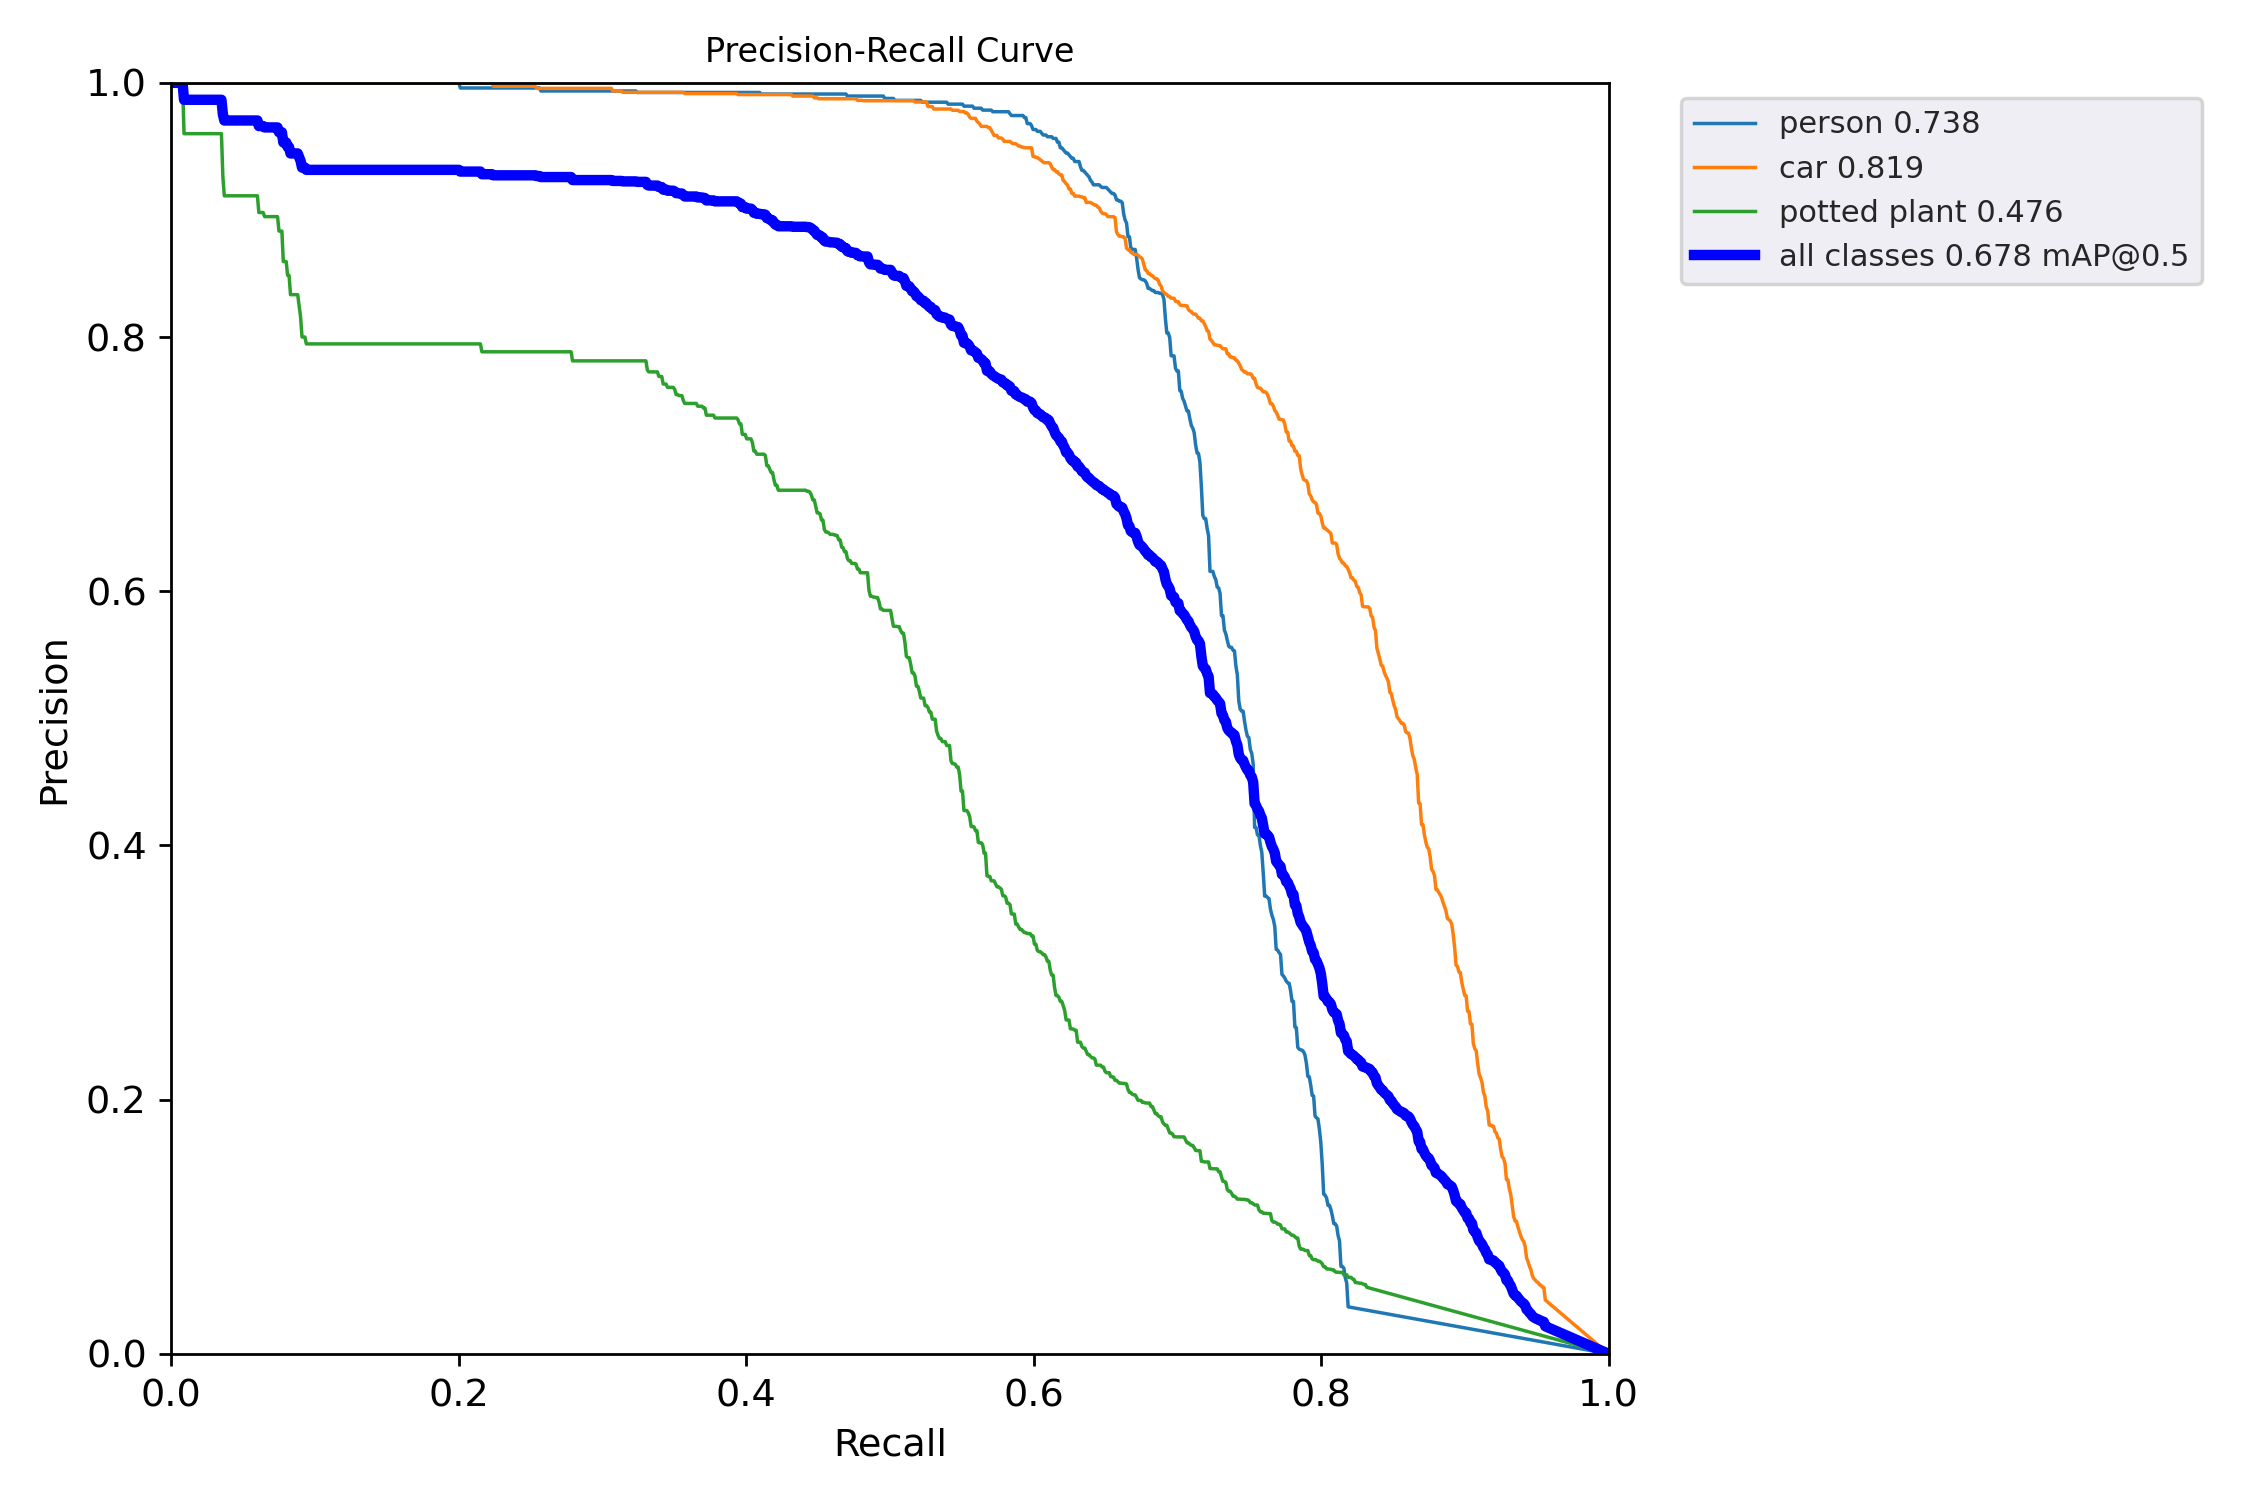 Precision-Recall Curve
person 0.738
car 0.819
potted plant 0.476
all classes 0.678 mAP@0.5
Precision
1.0
0.8
0.6
0.4
0.2
0.0
0.0 0.2 0.4 0.6 0.8 1.0
Recall